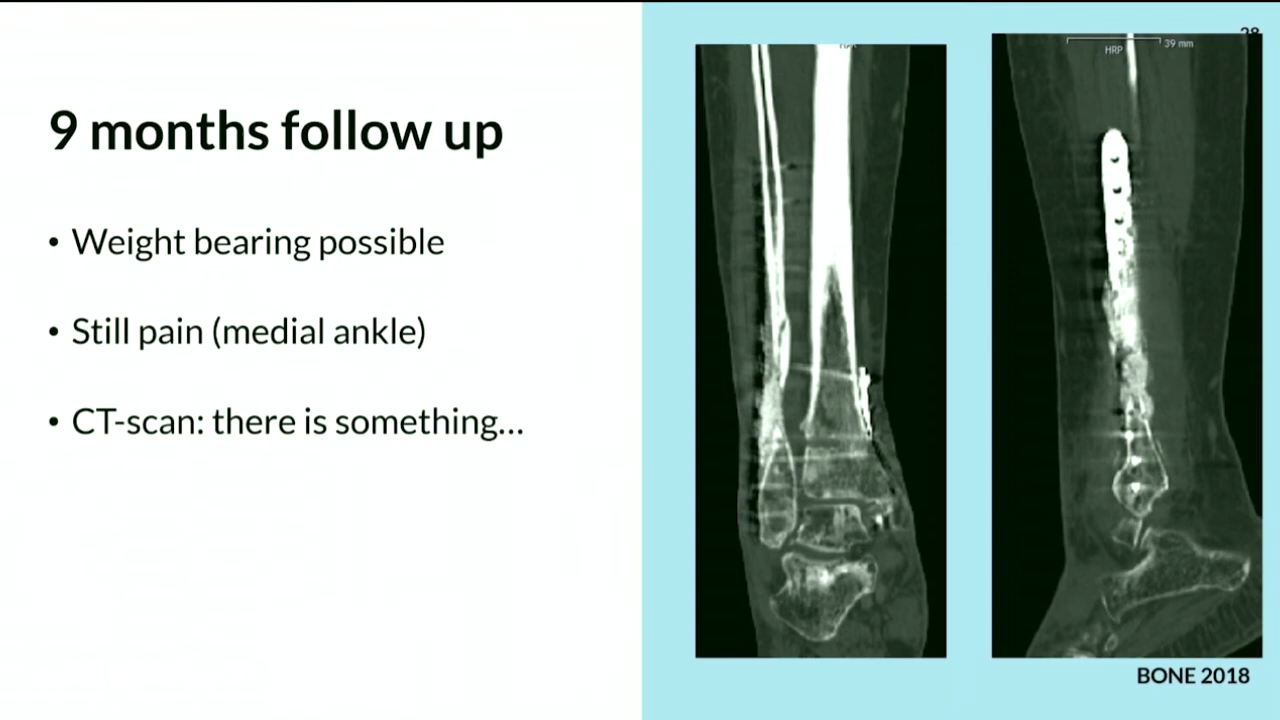 28
9 months follow up
• Weight bearing possible
• Still pain (medial ankle)
• CT-scan: there is something...
HRP
39 mm
BONE 2018